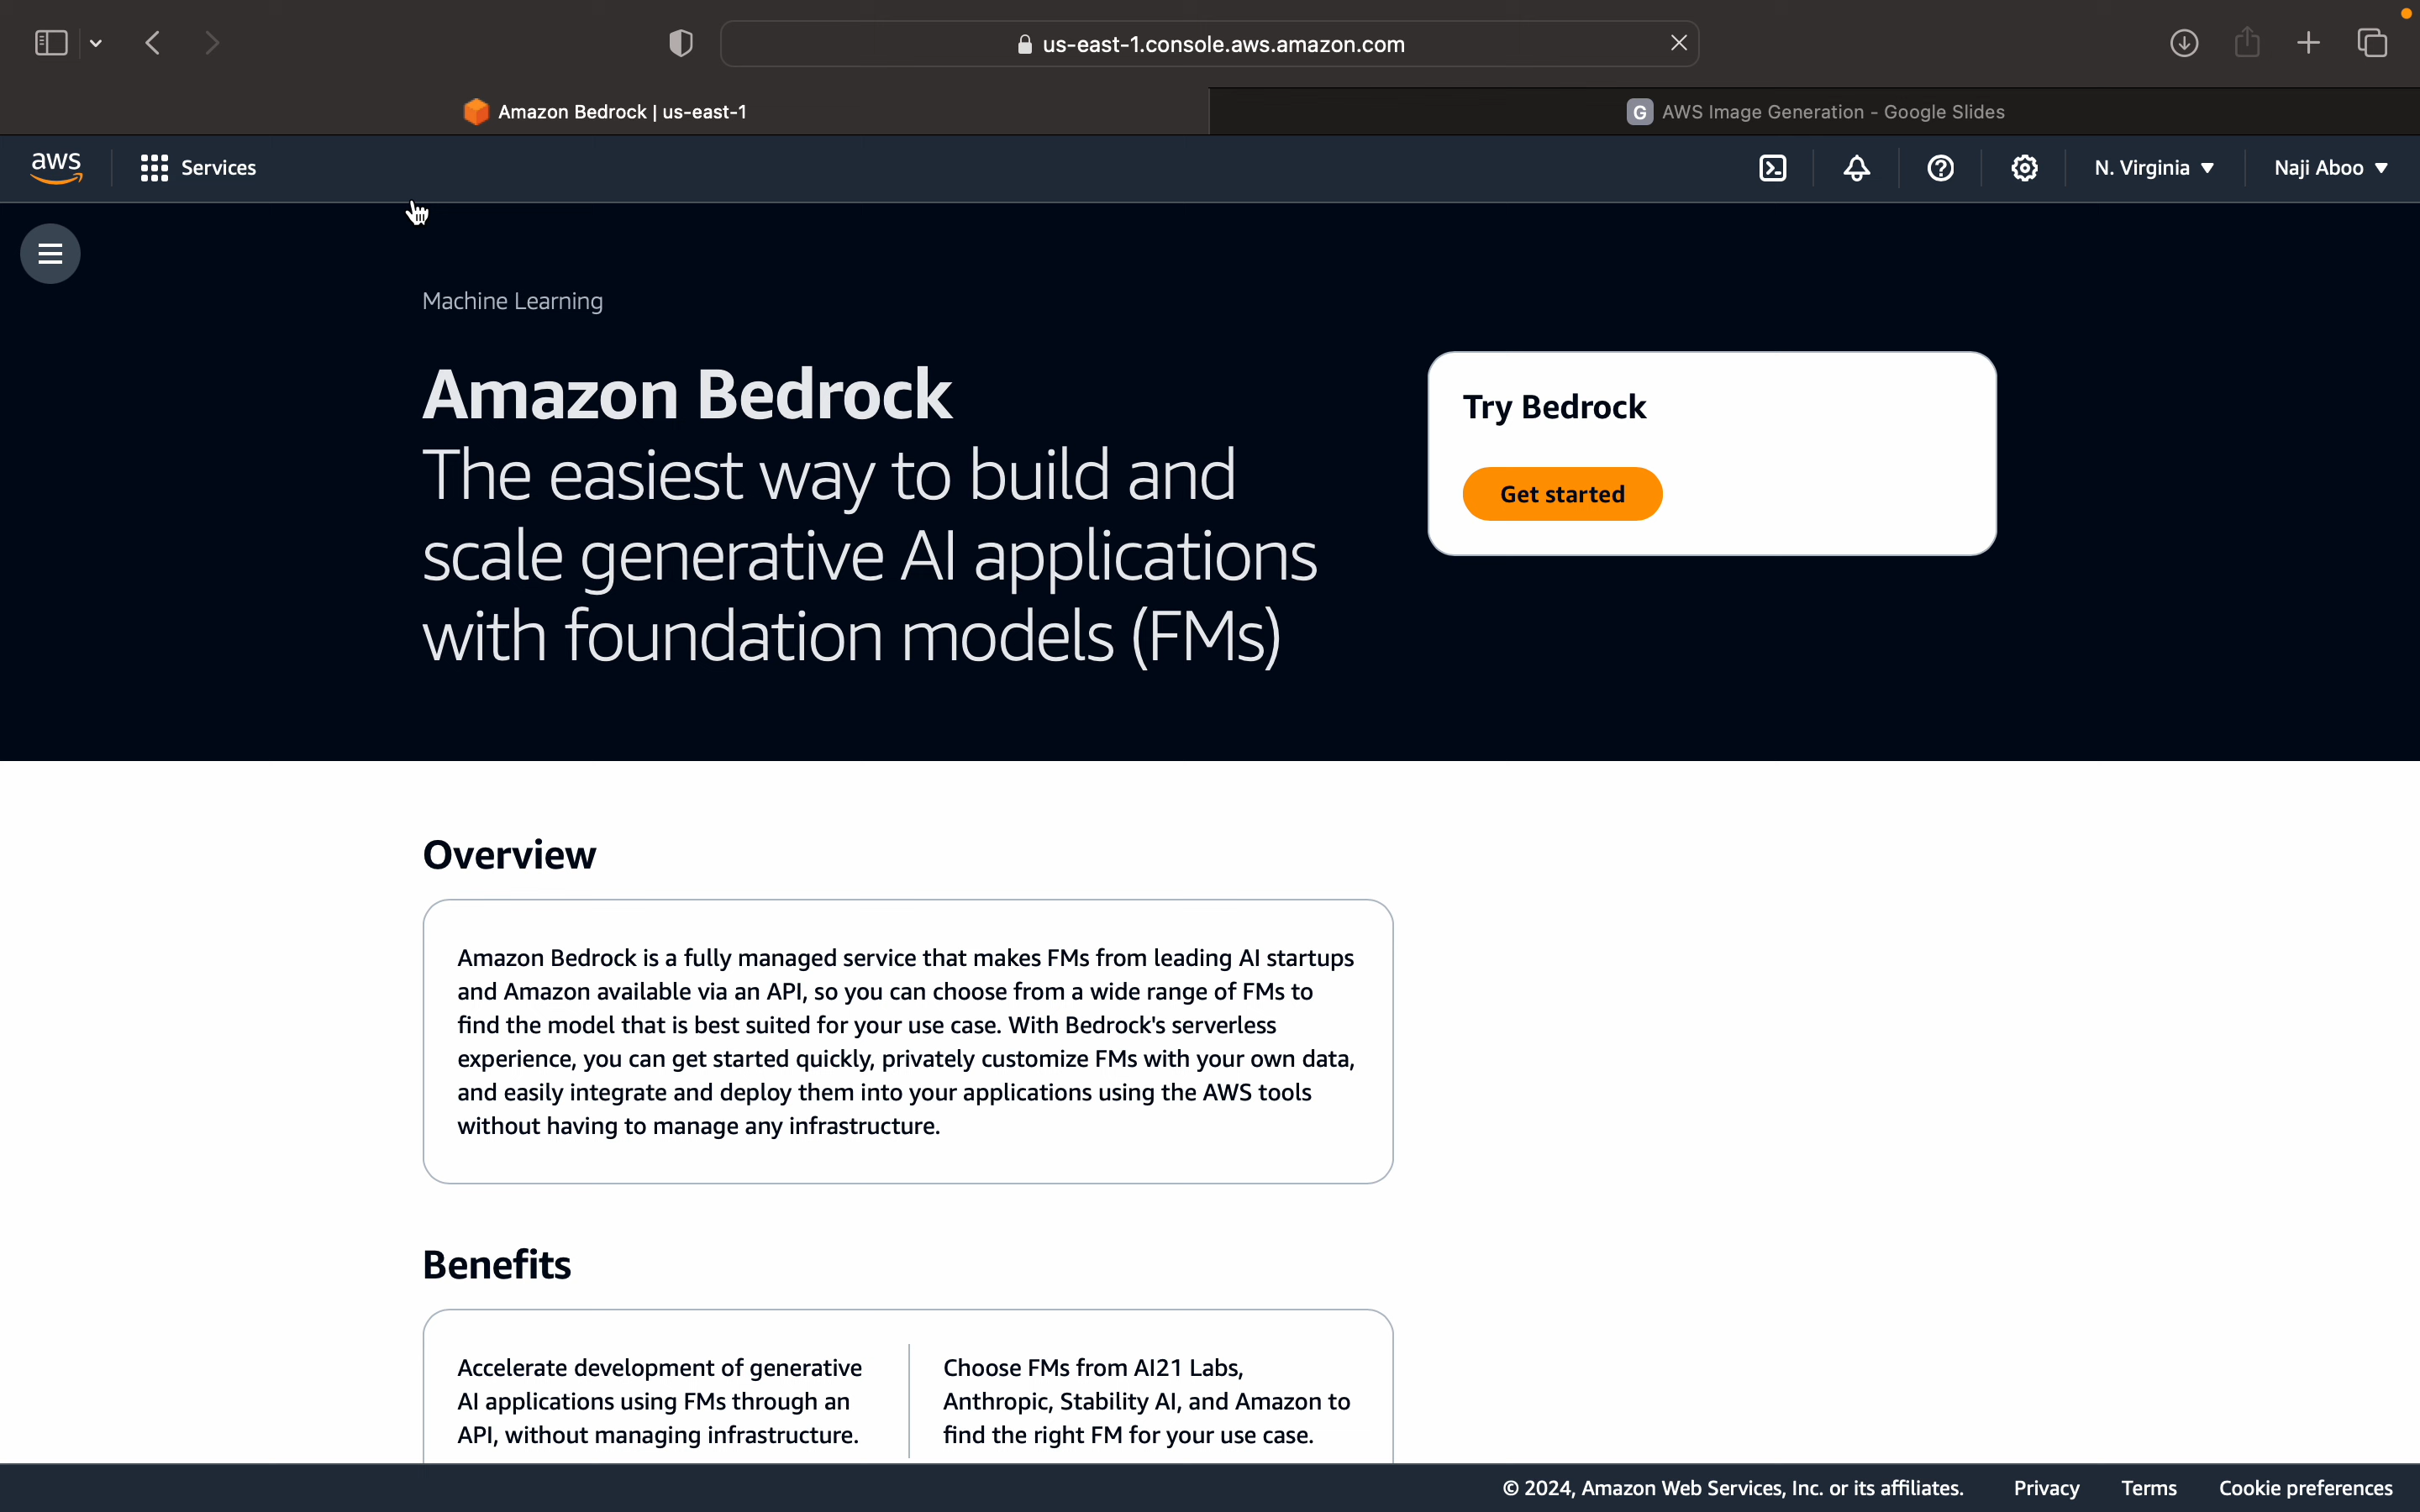 us-east-1.console.aws.amazon.com
Amazon Bedrock | us-east-1
G AWS Image Generation - Google Slides
aws
Services
N. Virginia
Naji Aboo
Machine Learning
Amazon Bedrock
The easiest way to build and
scale generative AI applications
with foundation models (FMs)
Try Bedrock
Get started
Overview
Amazon Bedrock is a fully managed service that makes FMs from leading AI startups
and Amazon available via an API, so you can choose from a wide range of FMs to
find the model that is best suited for your use case. With Bedrock's serverless
experience, you can get started quickly, privately customize FMs with your own data,
and easily integrate and deploy them into your applications using the AWS tools
without having to manage any infrastructure.
Benefits
Accelerate development of generative
AI applications using FMs through an
API, without managing infrastructure.
Choose FMs from AI21 Labs,
Anthropic, Stability AI, and Amazon to
find the right FM for your use case.
© 2024, Amazon Web Services, Inc. or its affiliates.
Privacy
Terms
Cookie preferences